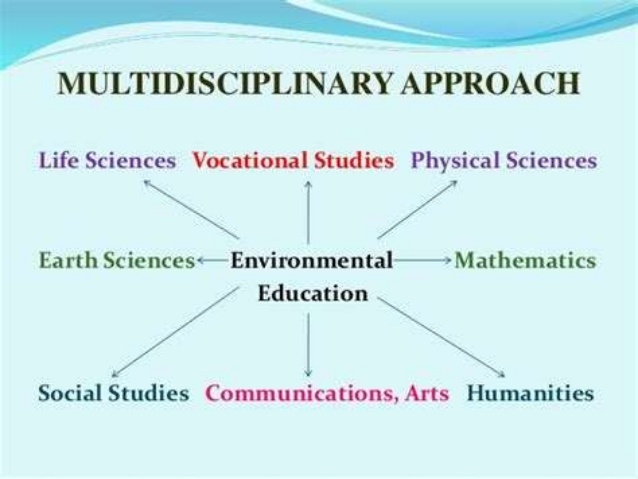 MULTIDISCIPLINARY APPROACH
Life Sciences Vocational Studies Physical Sciences
Earth Sciences Environmental Mathematics
Education
Social Studies Communications, Arts Humanities